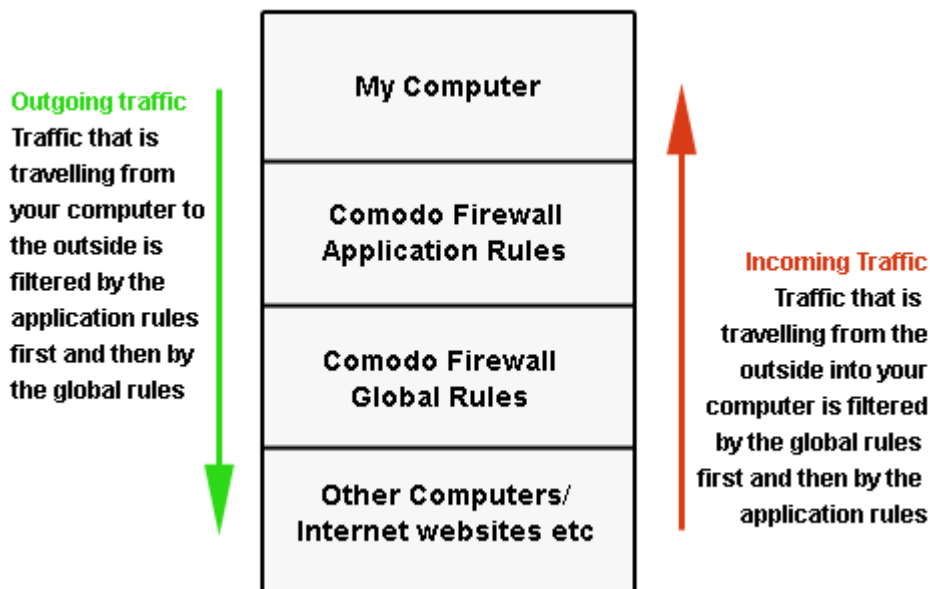 Outgoing traffic
Traffic that is
travelling from
your computer to
the outside is
filtered by the
application rules
first and then by
the global rules
My Computer
Comodo Firewall
Application Rules
Comodo Firewall
Global Rules
Other Computers/
Internet websites etc
Incoming Traffic
Traffic that is
travelling from the
outside into your
computer is filtered
by the global rules
first and then by the
application rules